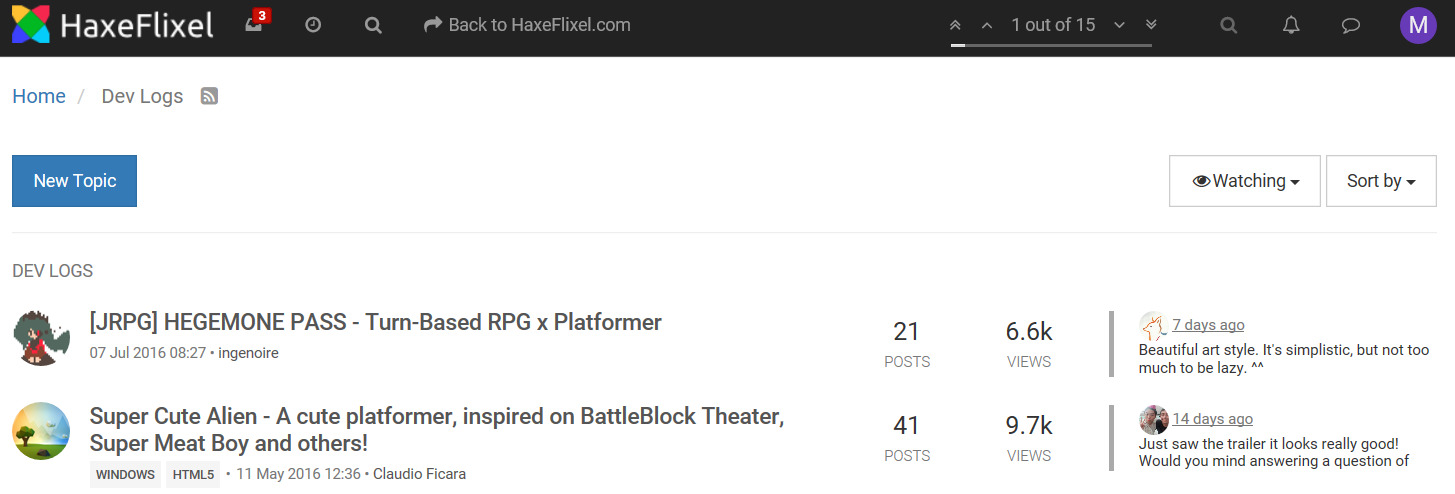 HaxeFlixel 3 Back to HaxeFlixel.com 1 out of 15 M
Home / Dev Logs
New Topic Watching Sort by
DEV LOGS
[JRPG] HEGEMONE PASS - Turn-Based RPG x Platformer
07 Jul 2016 08:27 • ingenoire
21
POSTS
6.6k
VIEWS
7 days ago
Beautiful art style. It's simplistic, but not too
much to be lazy. ^^
Super Cute Alien - A cute platformer, inspired on BattleBlock Theater,
Super Meat Boy and others!
WINDOWS HTML5 • 11 May 2016 12:36 • Claudio Ficara
41
POSTS
9.7k
VIEWS
14 days ago
Just saw the trailer it looks really good!
Would you mind answering a question of